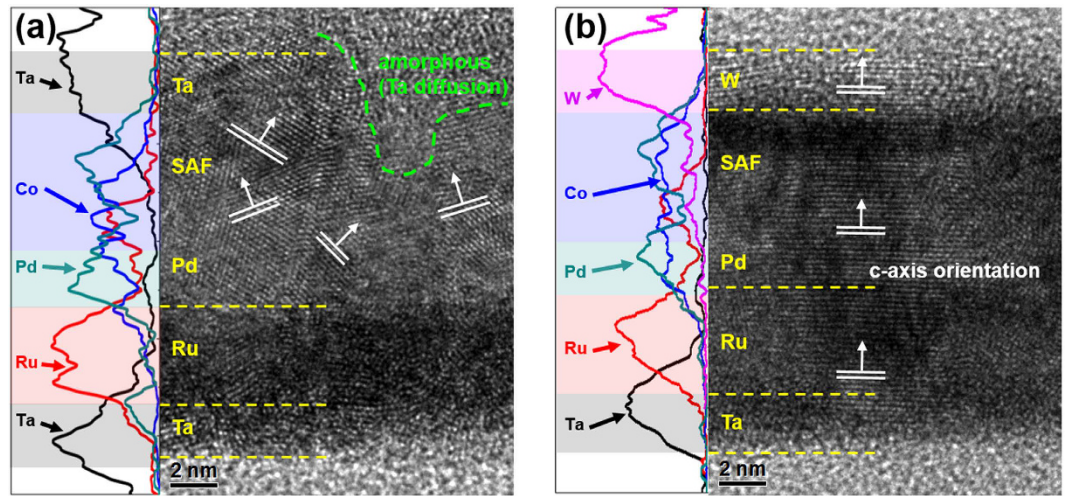 (a)
Ta
Co
Pd
Ru
Ta
Ta
SAF
Pd
Ru
Ta
amorphous
(Ta diffusion)
2 nm
(b)
W
Co
Pd
Ru
Ta
W
SAF
Pd
Ru
Ta
c-axis orientation
2 nm